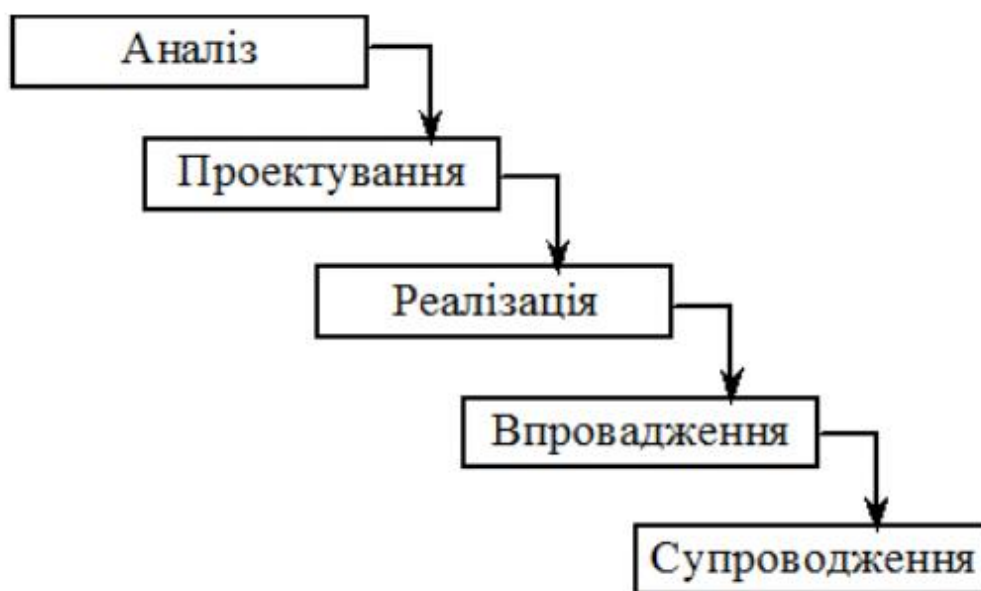 Аналіз
Проектування
Реалізація
Впровадження
Супроводження